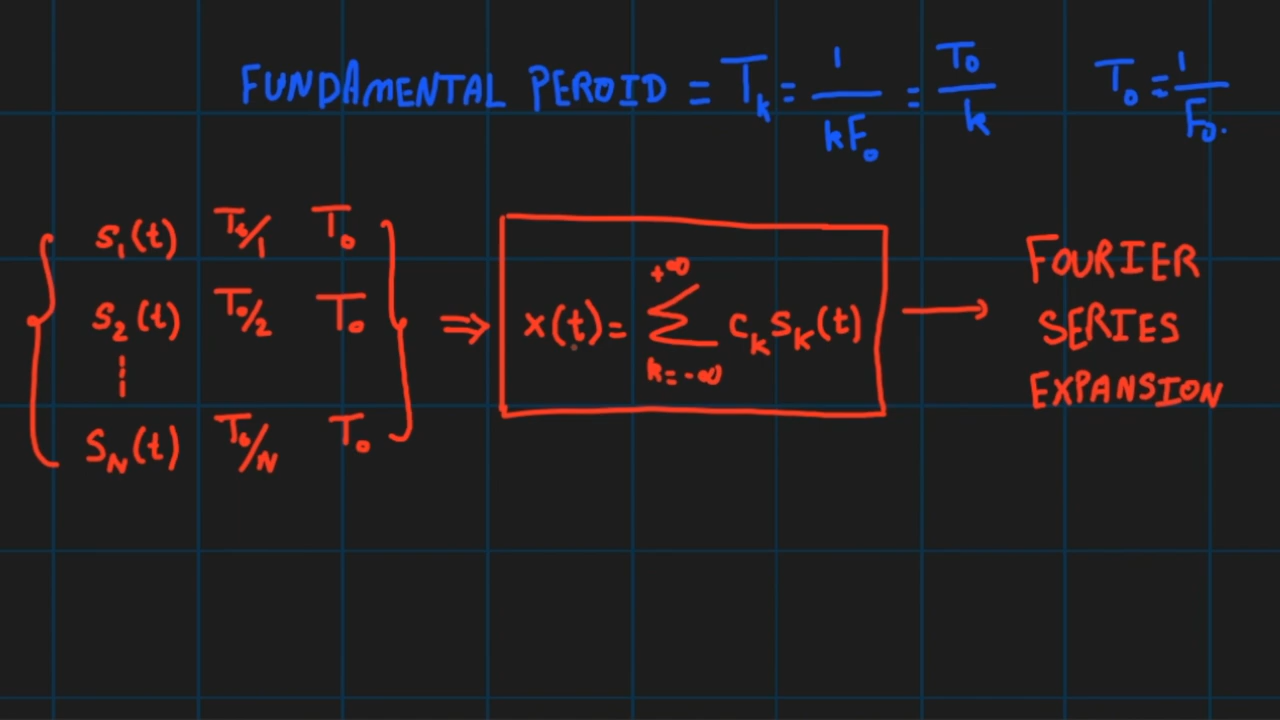 FUNDAMENTAL PEROID = T_k = 1/(kF_0) = T_0/k    T_0 = 1/F_0.
s_1(t)  T_0/1  T_0
s_2(t)  T_0/2  T_0
⋮
s_N(t)  T_0/N  T_0
⇒ x(t) = ∑_{k=-∞}^{+∞} c_k s_k(t) →
FOURIER
SERIES
EXPANSION